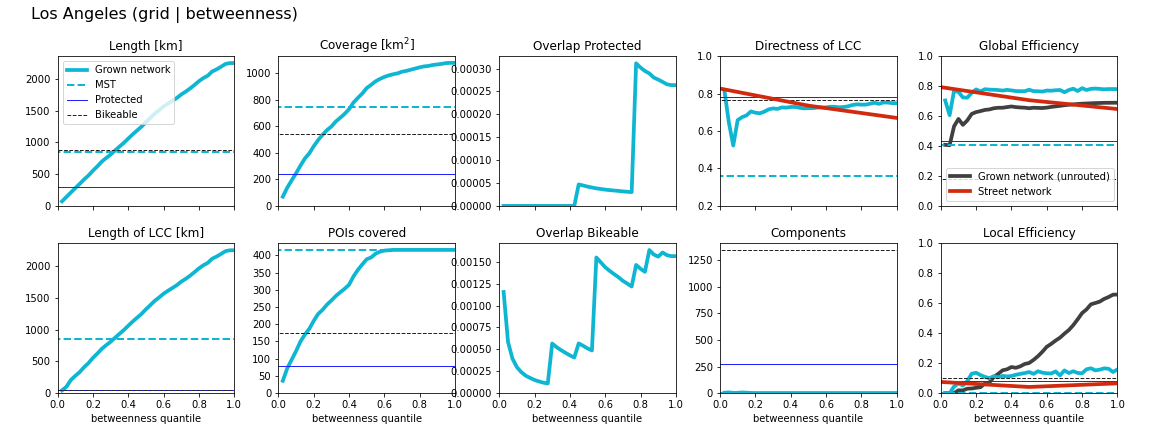 Los Angeles (grid | betweenness)
Length [km]
2000
1500
1000
500
0
Grown network
MST
Protected
Bikeable
Coverage [km²]
1000
800
600
400
200
0
Overlap Protected
0.00030
0.00025
0.00020
0.00015
0.00010
0.00005
0.00000
Directness of LCC
1.0
0.8
0.6
0.4
0.2
Global Efficiency
1.0
0.8
0.6
0.4
0.2
0.0
Grown network (unrouted)
Street network
Length of LCC [km]
2000
1500
1000
500
0
0.0 0.2 0.4 0.6 0.8 1.0
betweenness quantile
POIs covered
400
350
300
250
200
150
100
50
0.0 0.2 0.4 0.6 0.8 1.0
betweenness quantile
Overlap Bikeable
0.00150
0.00125
0.00100
0.00075
0.00050
0.00025
0.00000
0.0 0.2 0.4 0.6 0.8 1.0
betweenness quantile
Components
1250
1000
750
500
250
0
0.0 0.2 0.4 0.6 0.8 1.0
betweenness quantile
Local Efficiency
1.0
0.8
0.6
0.4
0.2
0.0
0.0 0.2 0.4 0.6 0.8 1.0
betweenness quantile